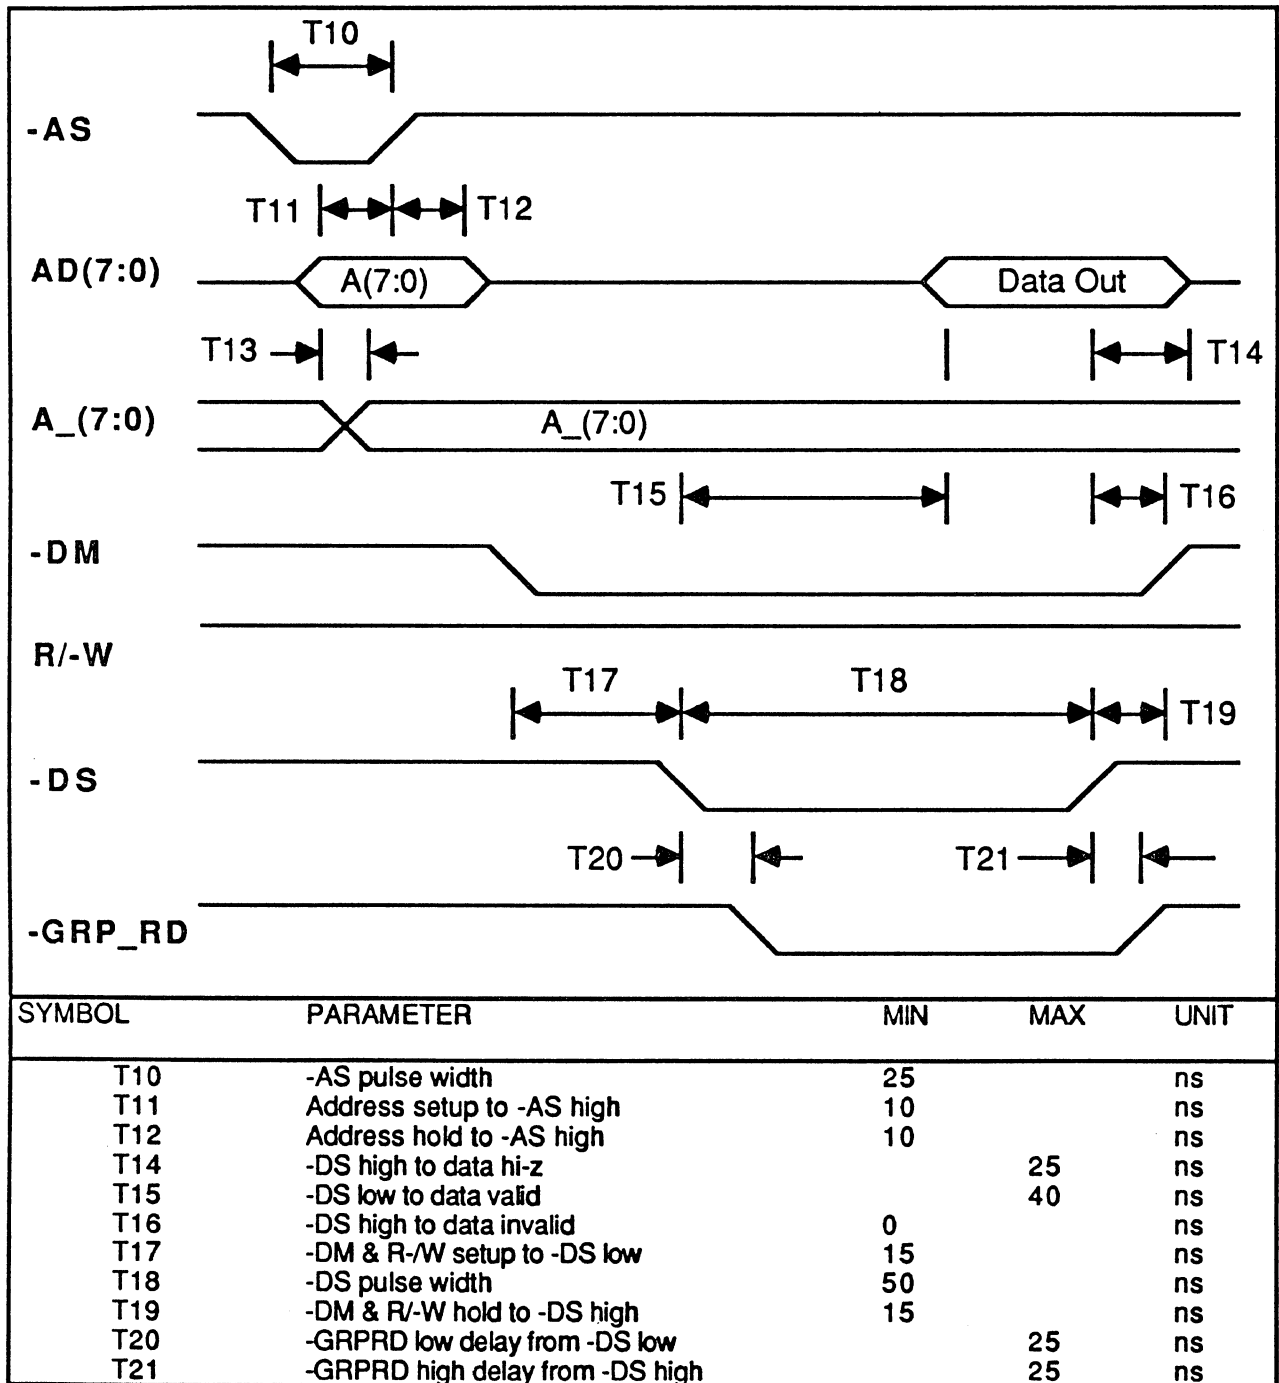 T10
-AS
T11 T12
AD(7:0) A(7:0) Data Out
T13 T14
A_(7:0) A_(7:0)
T15 T16
-DM
R/-W
T17 T18 T19
-DS
T20 T21
-GRP_RD
SYMBOL PARAMETER MIN MAX UNIT
T10 -AS pulse width 25 ns
T11 Address setup to -AS high 10 ns
T12 Address hold to -AS high 10 ns
T14 -DS high to data hi-z 25 ns
T15 -DS low to data valid 40 ns
T16 -DS high to data invalid 0 ns
T17 -DM & R-/W setup to -DS low 15 ns
T18 -DS pulse width 50 ns
T19 -DM & R/-W hold to -DS high 15 ns
T20 -GRPRD low delay from -DS low 25 ns
T21 -GRPRD high delay from -DS high 25 ns